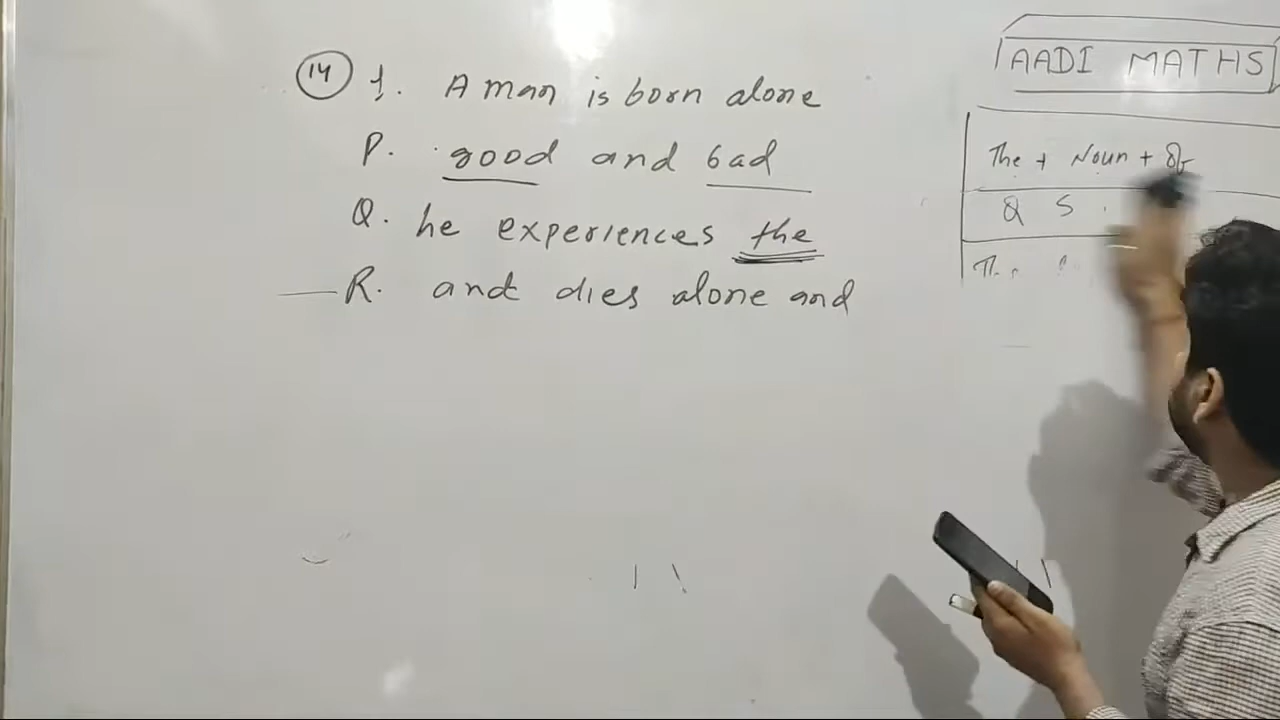 14 1. A man is born alone
P. good and bad
Q. he experiences the
R. and dies alone and
AADI MATHS
The + Noun + of
Q S